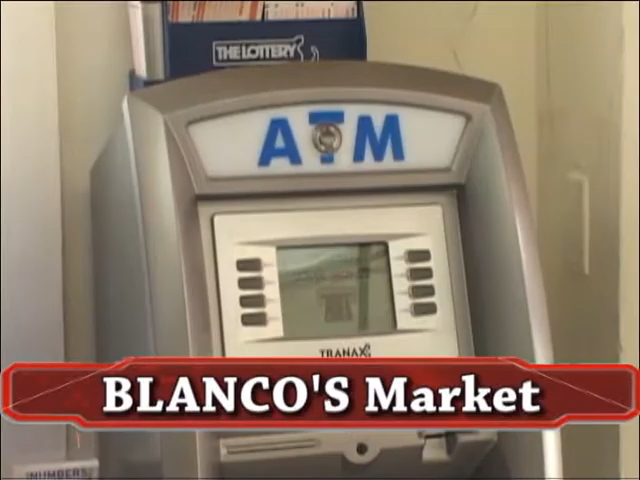 THE LOTTERY
ATM
TRANAX
BLANCO'S Market
NUMBERS